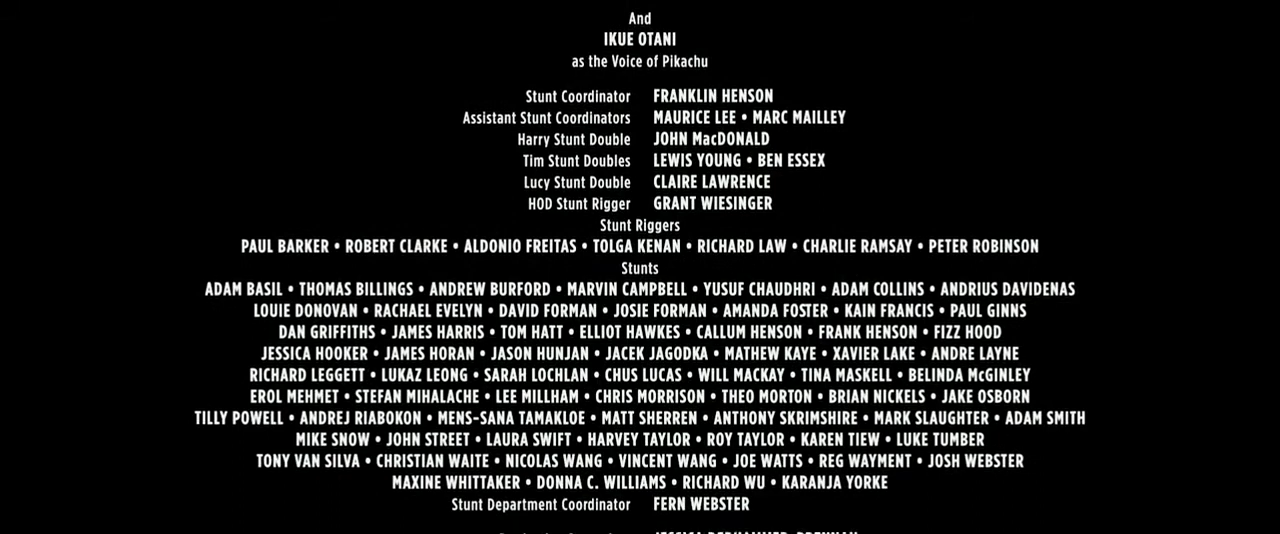 And
IKUE OTANI
as the Voice of Pikachu
Stunt Coordinator FRANKLIN HENSON
Assistant Stunt Coordinators MAURICE LEE • MARC MAILLEY
Harry Stunt Double JOHN MacDONALD
Tim Stunt Doubles LEWIS YOUNG • BEN ESSEX
Lucy Stunt Double CLAIRE LAWRENCE
HOD Stunt Rigger GRANT WIESINGER
Stunt Riggers
PAUL BARKER • ROBERT CLARKE • ALDONIO FREITAS • TOLGA KENAN • RICHARD LAW • CHARLIE RAMSAY • PETER ROBINSON
Stunts
ADAM BASIL • THOMAS BILLINGS • ANDREW BURFORD • MARVIN CAMPBELL • YUSUF CHAUDHRI • ADAM COLLINS • ANDRIUS DAVIDENAS
LOUIE DONOVAN • RACHAEL EVELYN • DAVID FORMAN • JOSIE FORMAN • AMANDA FOSTER • KAIN FRANCIS • PAUL GINNS
DAN GRIFFITHS • JAMES HARRIS • TOM HATT • ELLIOT HAWKES • CALLUM HENSON • FRANK HENSON • FIZZ HOOD
JESSICA HOOKER • JAMES HORAN • JASON HUNJAN • JACEK JAGODKA • MATHEW KAYE • XAVIER LAKE • ANDRE LAYNE
RICHARD LEGGETT • LUKAZ LEONG • SARAH LOCHLAN • CHUS LUCAS • WILL MACKAY • TINA MASKELL • BELINDA McGINLEY
EROL MEHMET • STEFAN MIHALACHE • LEE MILLHAM • CHRIS MORRISON • THEO MORTON • BRIAN NICKELS • JAKE OSBORN
TILLY POWELL • ANDREJ RIABOKON • MENS-SANA TAMAKLOE • MATT SHERREN • ANTHONY SKRIMSHIRE • MARK SLAUGHTER • ADAM SMITH
MIKE SNOW • JOHN STREET • LAURA SWIFT • HARVEY TAYLOR • ROY TAYLOR • KAREN TIEW • LUKE TUMBER
TONY VAN SILVA • CHRISTIAN WAITE • NICOLAS WANG • VINCENT WANG • JOE WATTS • REG WAYMENT • JOSH WEBSTER
MAXINE WHITTAKER • DONNA C. WILLIAMS • RICHARD WU • KARANJA YORKE
Stunt Department Coordinator FERN WEBSTER